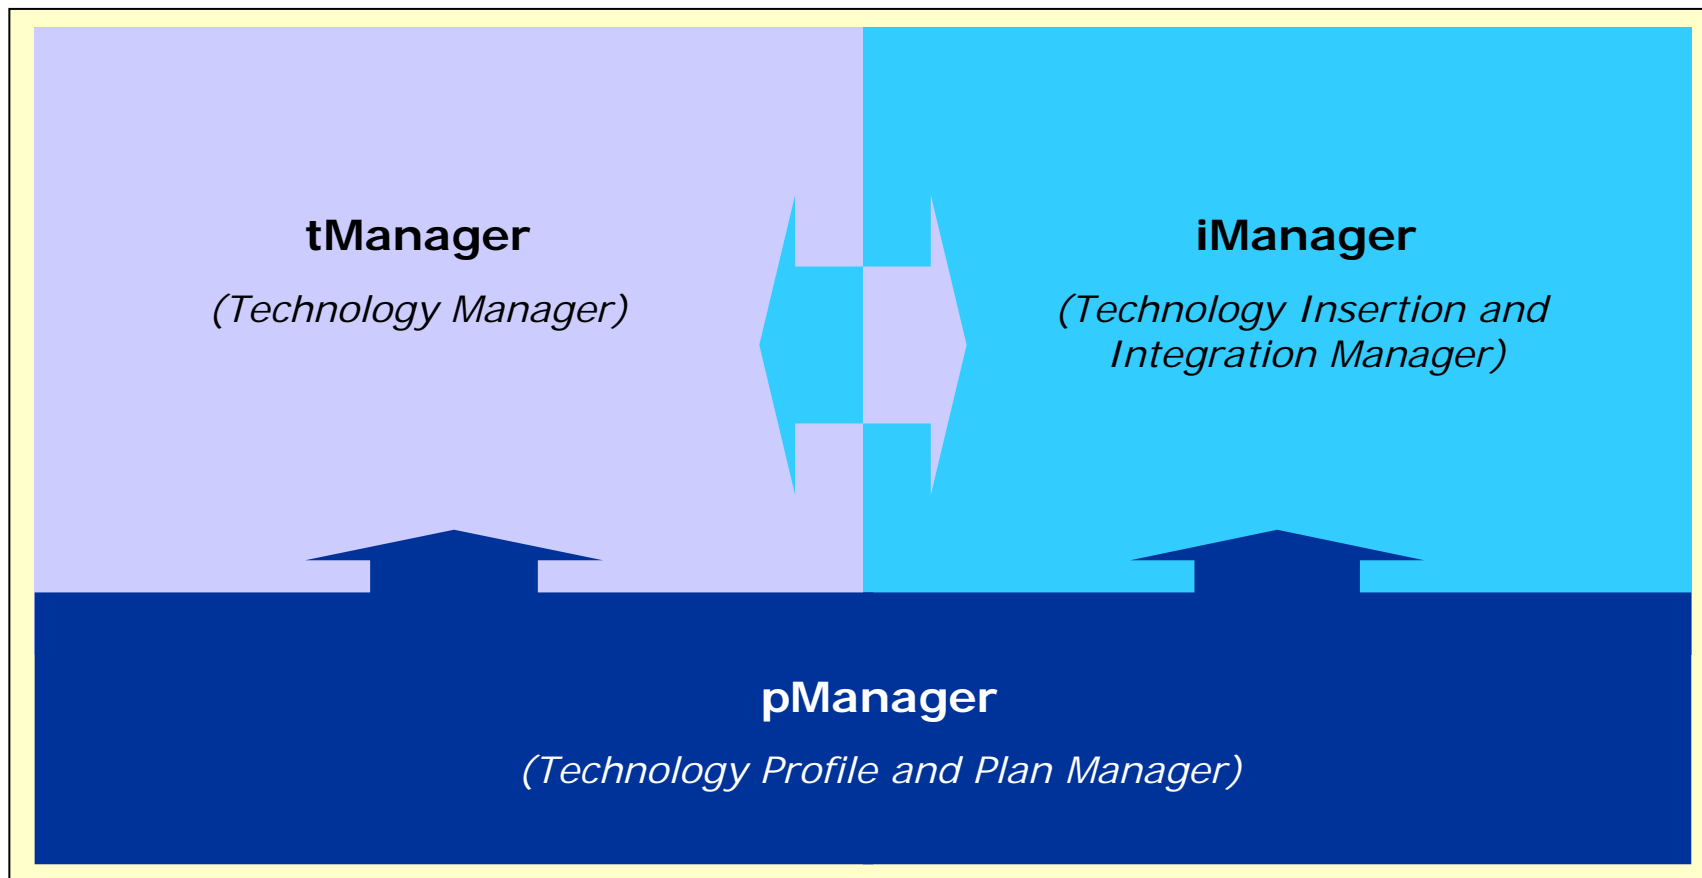 tManager
(Technology Manager)
iManager
(Technology Insertion and
Integration Manager)
pManager
(Technology Profile and Plan Manager)